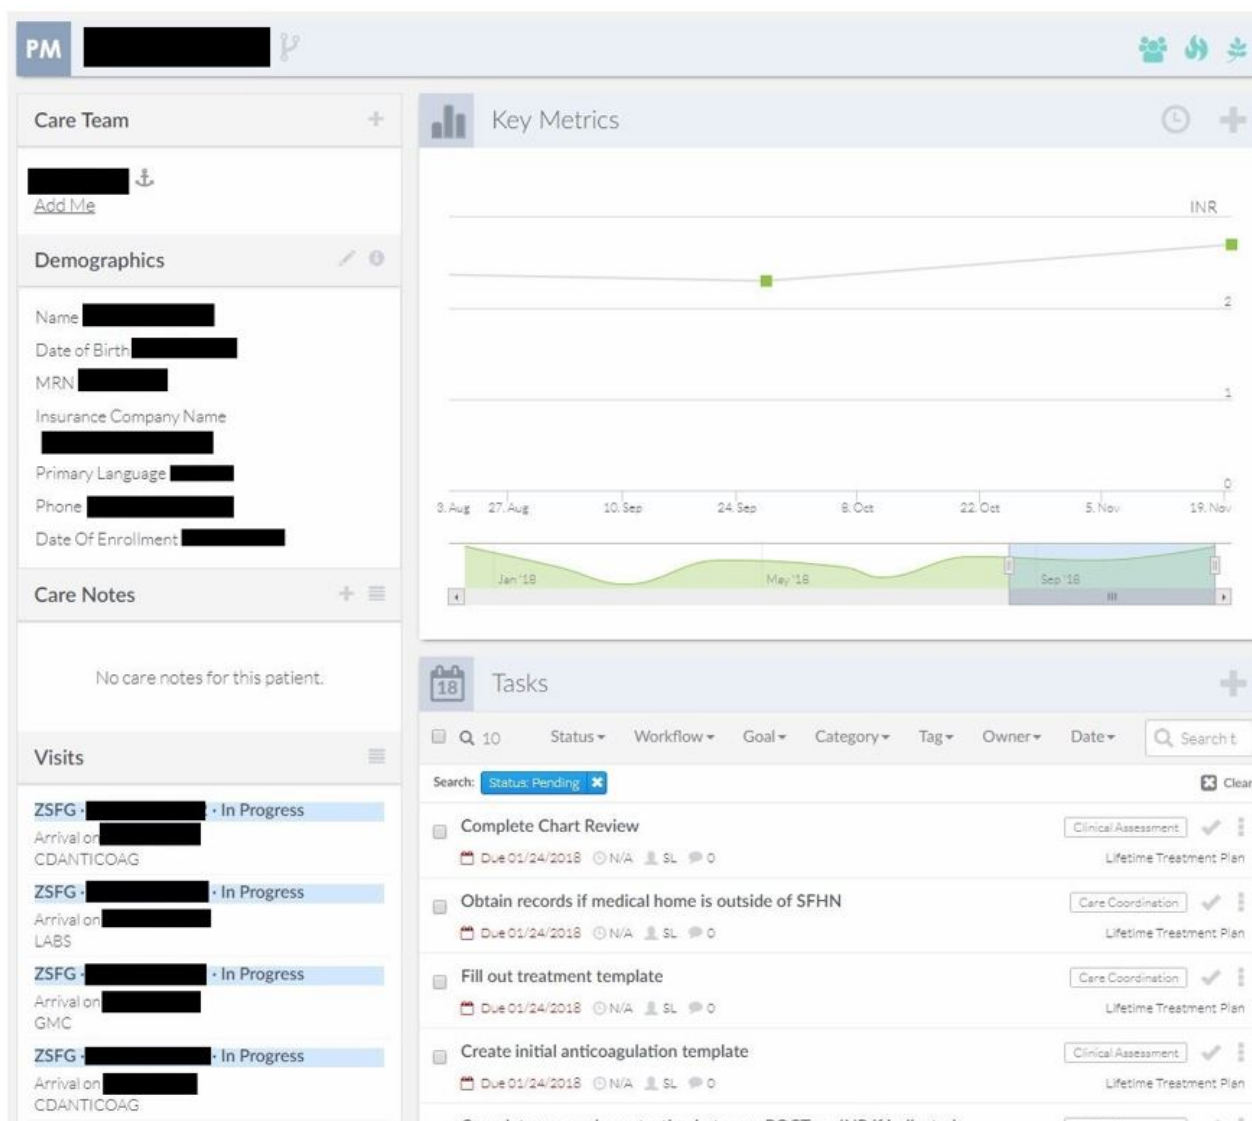 PM
Care Team
Add Me
Demographics
Name
Date of Birth
MRN
Insurance Company Name
Primary Language
Phone
Date Of Enrollment
Care Notes
No care notes for this patient.
Visits
ZSFG · · In Progress
Arrival on
CDANTICOAG
ZSFG · · In Progress
Arrival on
LABS
ZSFG · · In Progress
Arrival on
GMC
ZSFG · · In Progress
Arrival on
CDANTICOAG
Key Metrics
INR
2
1
0
3. Aug 27. Aug 10. Sep 24. Sep 8. Oct 22. Oct 5. Nov 19. Nov
Jan '18 May '18 Sep '18
18 Tasks
10 Status Workflow Goal Category Tag Owner Date Search t
Search: Status: Pending Clear
Complete Chart Review Clinical Assessment
Due 01/24/2018 N/A SL 0 Lifetime Treatment Plan
Obtain records if medical home is outside of SFHN Care Coordination
Due 01/24/2018 N/A SL 0 Lifetime Treatment Plan
Fill out treatment template Care Coordination
Due 01/24/2018 N/A SL 0 Lifetime Treatment Plan
Create initial anticoagulation template Clinical Assessment
Due 01/24/2018 N/A SL 0 Lifetime Treatment Plan